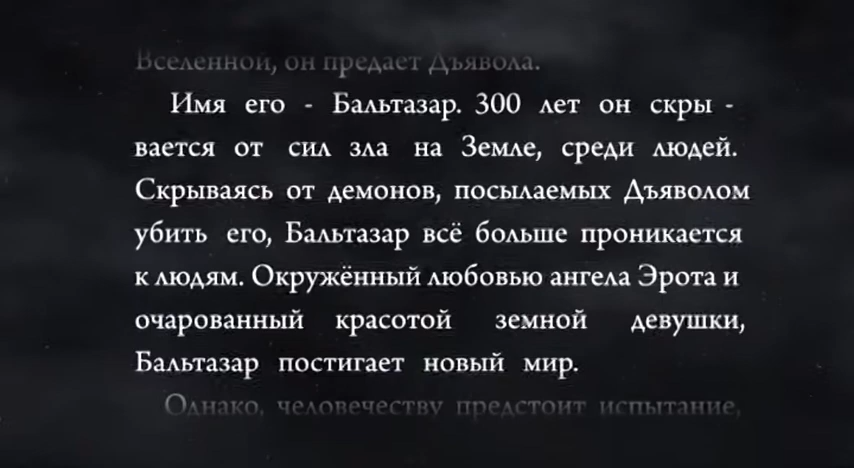 Вселенной, он предает Дъявола.
Имя его - Бальтазар. 300 лет он скры -
вается от сил зла на Земле, среди людей.
Скрываясь от демонов, посылаемых Дъяволом
убить его, Бальтазар всё больше проникается
к людям. Окружённый любовью ангела Эрота и
очарованный красотой земной девушки,
Бальтазар постигает новый мир.
Однако, человечеству предстоит испытание,